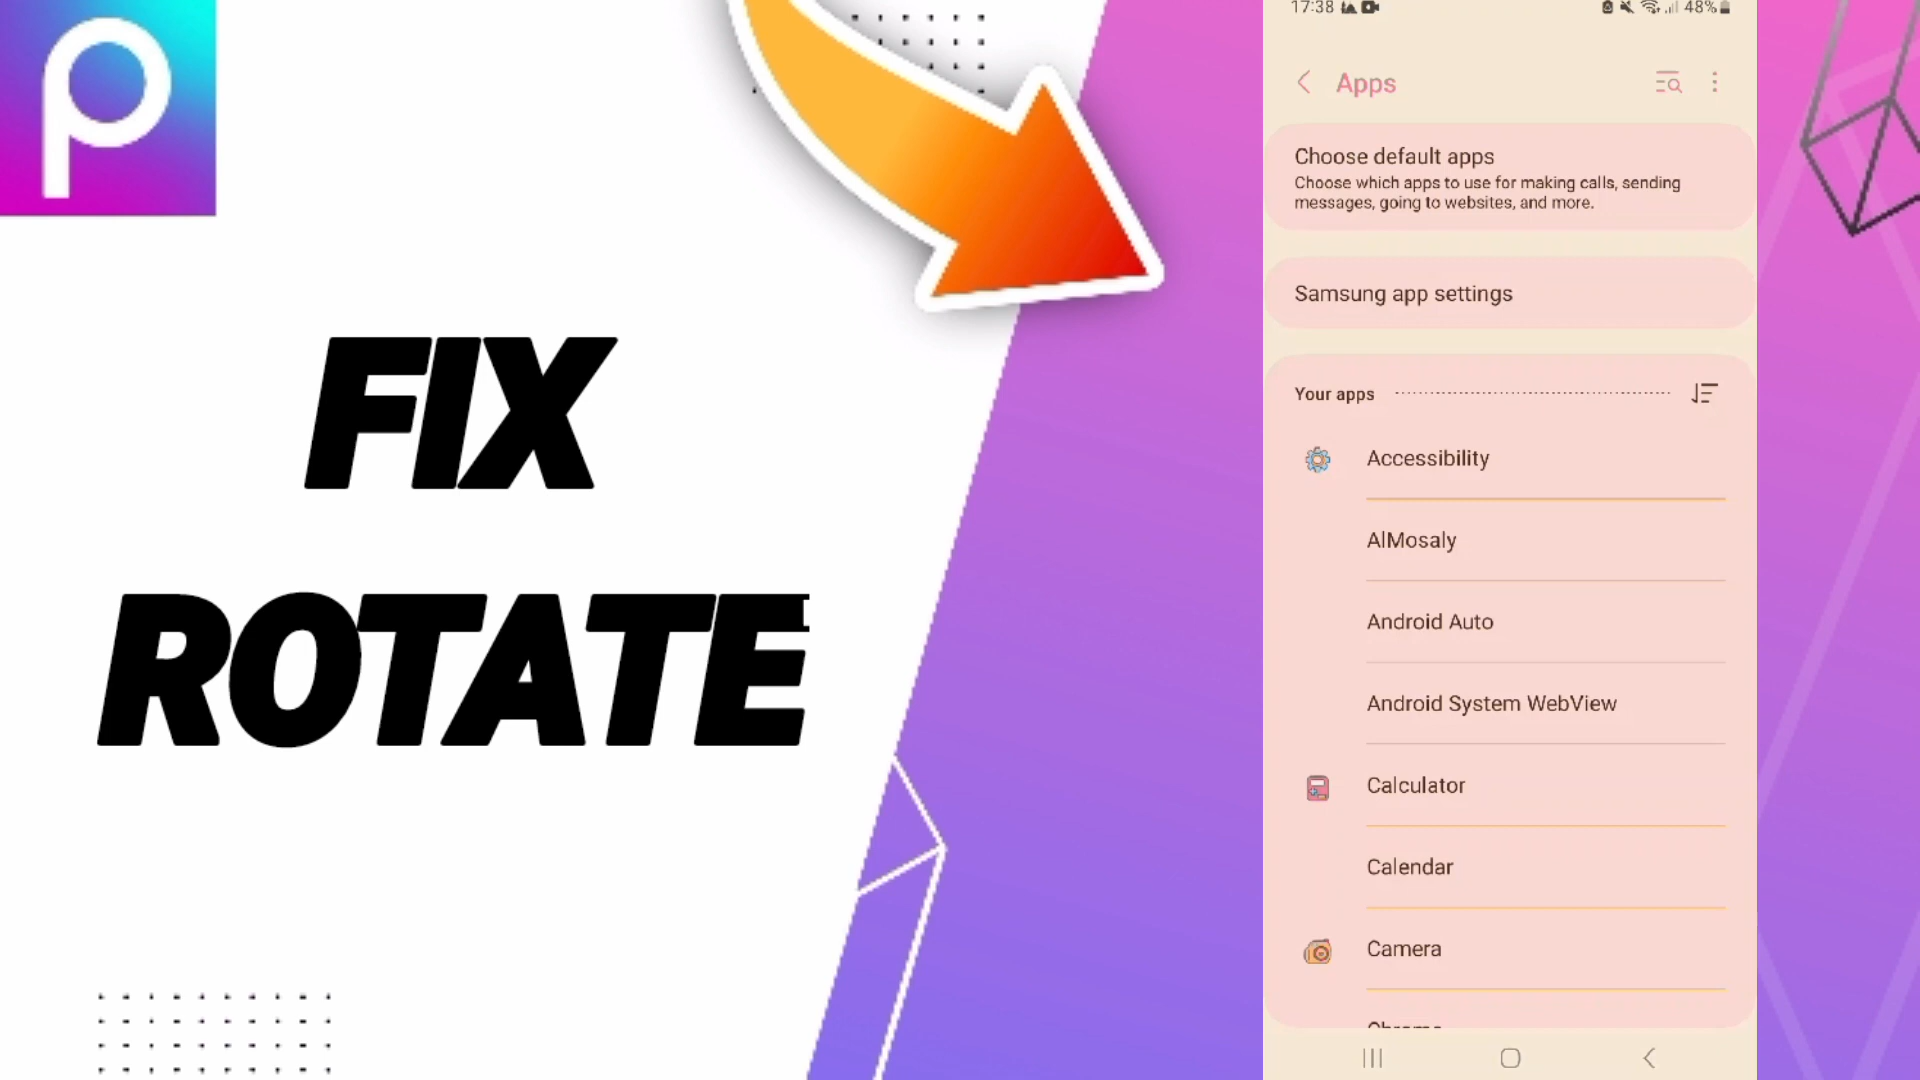 FIX
ROTATE
17:38
48%
Apps
Choose default apps
Choose which apps to use for making calls, sending
messages, going to websites, and more.
Samsung app settings
Your apps
Accessibility
AlMosaly
Android Auto
Android System WebView
Calculator
Calendar
Camera
Chrome